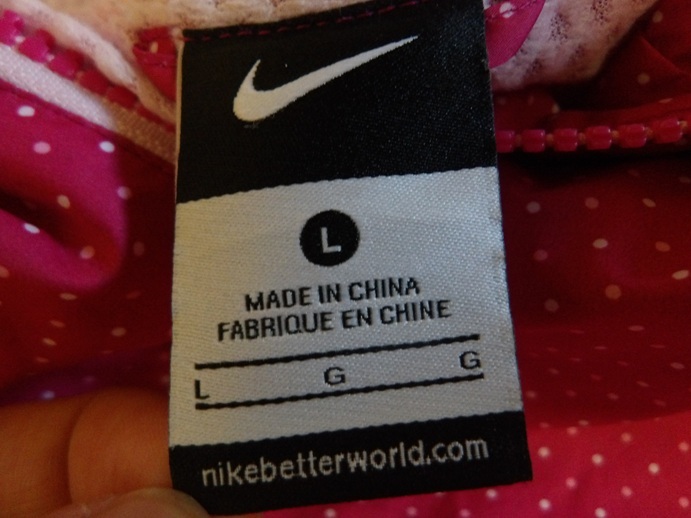 L
MADE IN CHINA
FABRIQUE EN CHINE
L G G
nikebetterworld.com